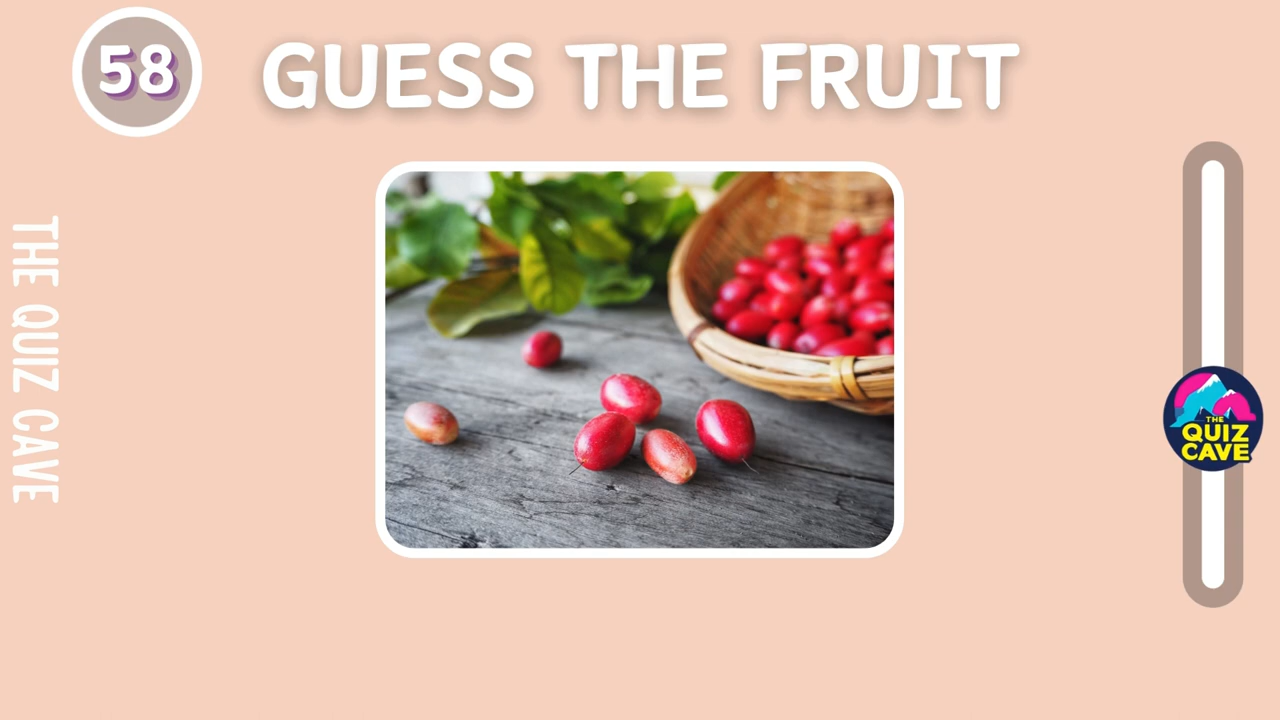 58
GUESS THE FRUIT
THE QUIZ CAVE
THE
QUIZ
CAVE